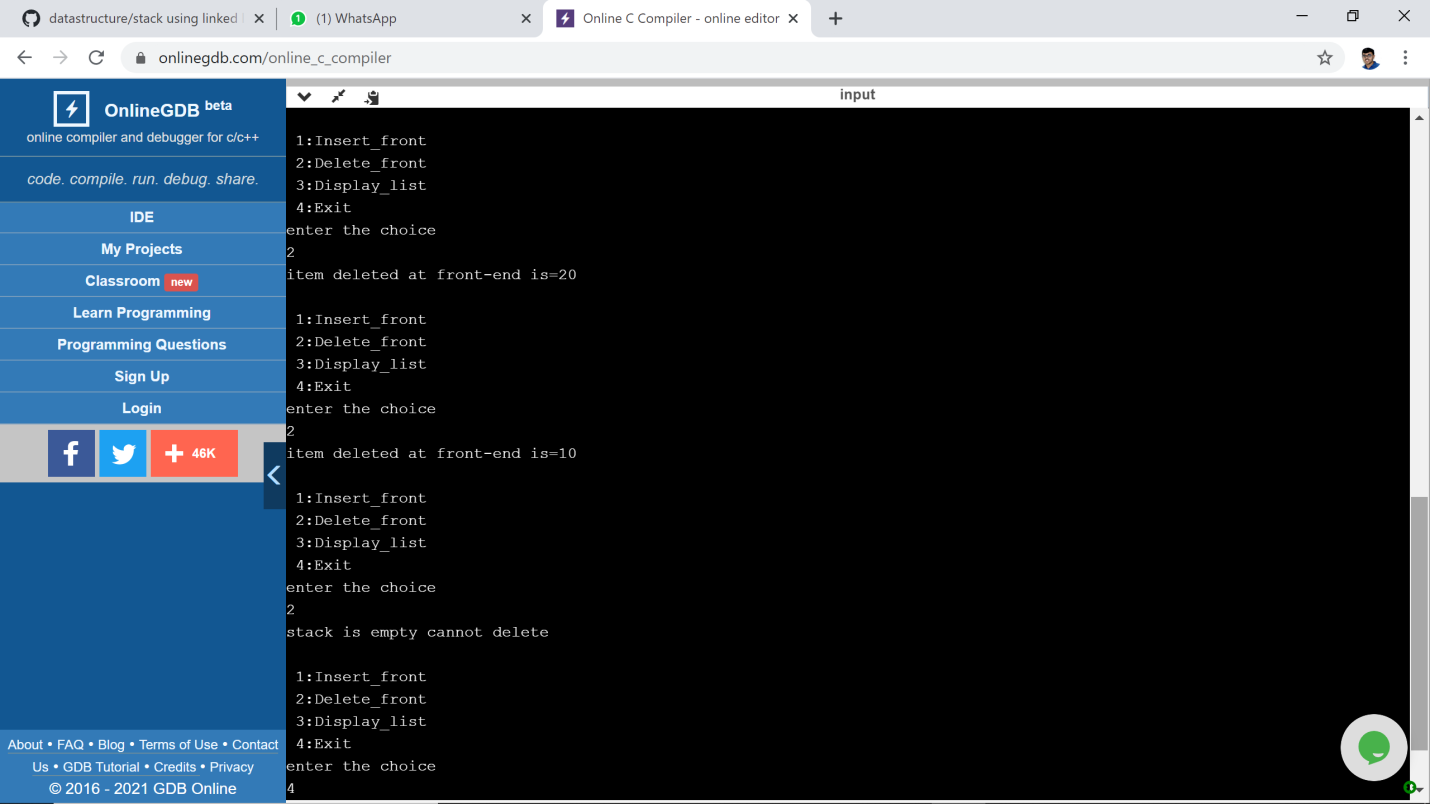 datastructure/stack using linked
1 (1) WhatsApp
Online C Compiler - online editor
onlinegdb.com/online_c_compiler
OnlineGDB beta
online compiler and debugger for c/c++
code. compile. run. debug. share.
IDE
My Projects
Classroom new
Learn Programming
Programming Questions
Sign Up
Login
f
46K
About • FAQ • Blog • Terms of Use • Contact
Us • GDB Tutorial • Credits • Privacy
© 2016 - 2021 GDB Online
input
1:Insert_front
2:Delete_front
3:Display_list
4:Exit
enter the choice
2
item deleted at front-end is=20
1:Insert_front
2:Delete_front
3:Display_list
4:Exit
enter the choice
2
item deleted at front-end is=10
1:Insert_front
2:Delete_front
3:Display_list
4:Exit
enter the choice
2
stack is empty cannot delete
1:Insert_front
2:Delete_front
3:Display_list
4:Exit
enter the choice
4